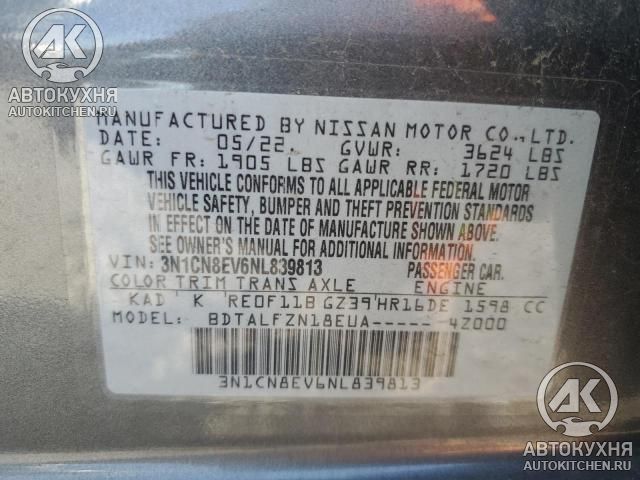 AK
АВТОКУХНЯ
AUTOKITCHEN.RU
MANUFACTURED BY NISSAN MOTOR CO.,LTD.
DATE: 05/22. GVWR: 3624 LBS
GAWR FR: 1905 LBS GAWR RR: 1720 LBS
THIS VEHICLE CONFORMS TO ALL APPLICABLE FEDERAL MOTOR
VEHICLE SAFETY, BUMPER AND THEFT PREVENTION STANDARDS
IN EFFECT ON THE DATE OF MANUFACTURE SHOWN ABOVE.
SEE OWNER'S MANUAL FOR ADDITIONAL INFORMATION.
VIN: 3N1CN8EV6NL839813 PASSENGER CAR.
COLOR TRIM TRANS AXLE ENGINE
KAD K RE0F11B GZ39 HR16DE 1598 CC
MODEL: BDTALFZN18EUA----- 4Z000
3N1CN8EV6NL839813
AK
АВТОКУХНЯ
AUTOKITCHEN.RU